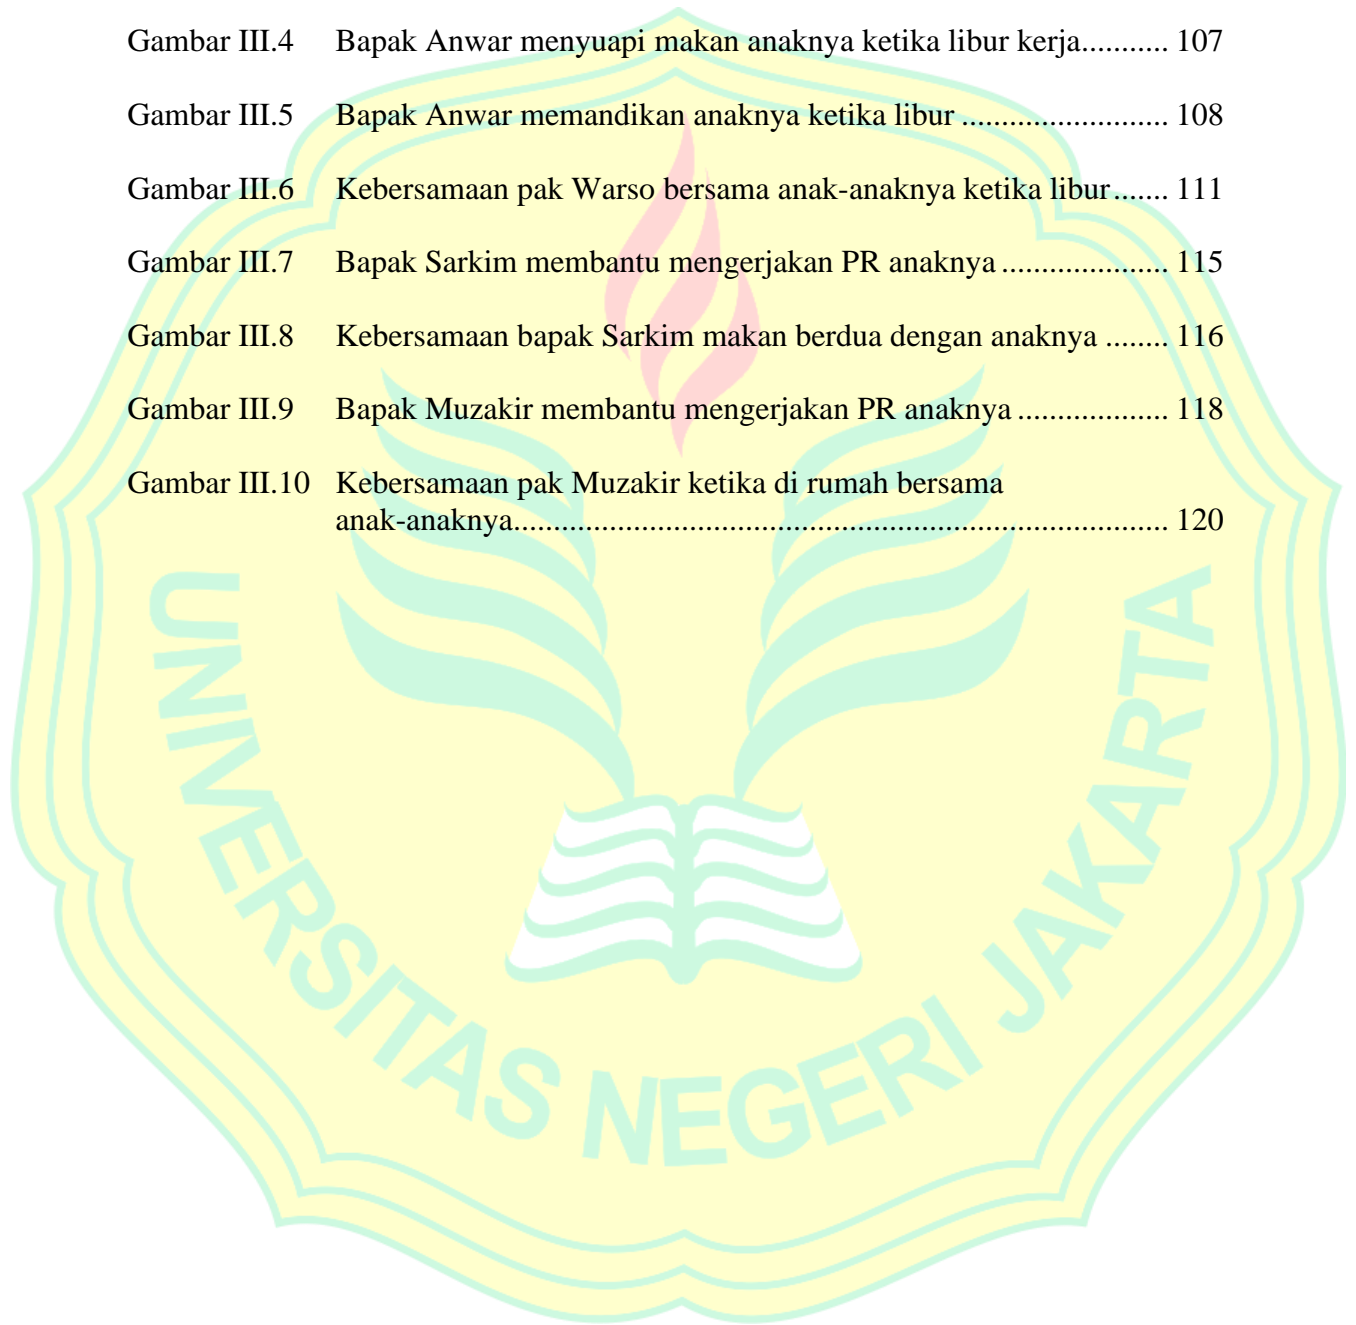 Gambar III.4 Bapak Anwar menyuapi makan anaknya ketika libur kerja........... 107
Gambar III.5 Bapak Anwar memandikan anaknya ketika libur .......................... 108
Gambar III.6 Kebersamaan pak Warso bersama anak-anaknya ketika libur ....... 111
Gambar III.7 Bapak Sarkim membantu mengerjakan PR anaknya ..................... 115
Gambar III.8 Kebersamaan bapak Sarkim makan berdua dengan anaknya ........ 116
Gambar III.9 Bapak Muzakir membantu mengerjakan PR anaknya ................... 118
Gambar III.10 Kebersamaan pak Muzakir ketika di rumah bersama
anak-anaknya.................................................................................. 120
UNIVERSITAS NEGERI JAKARTA